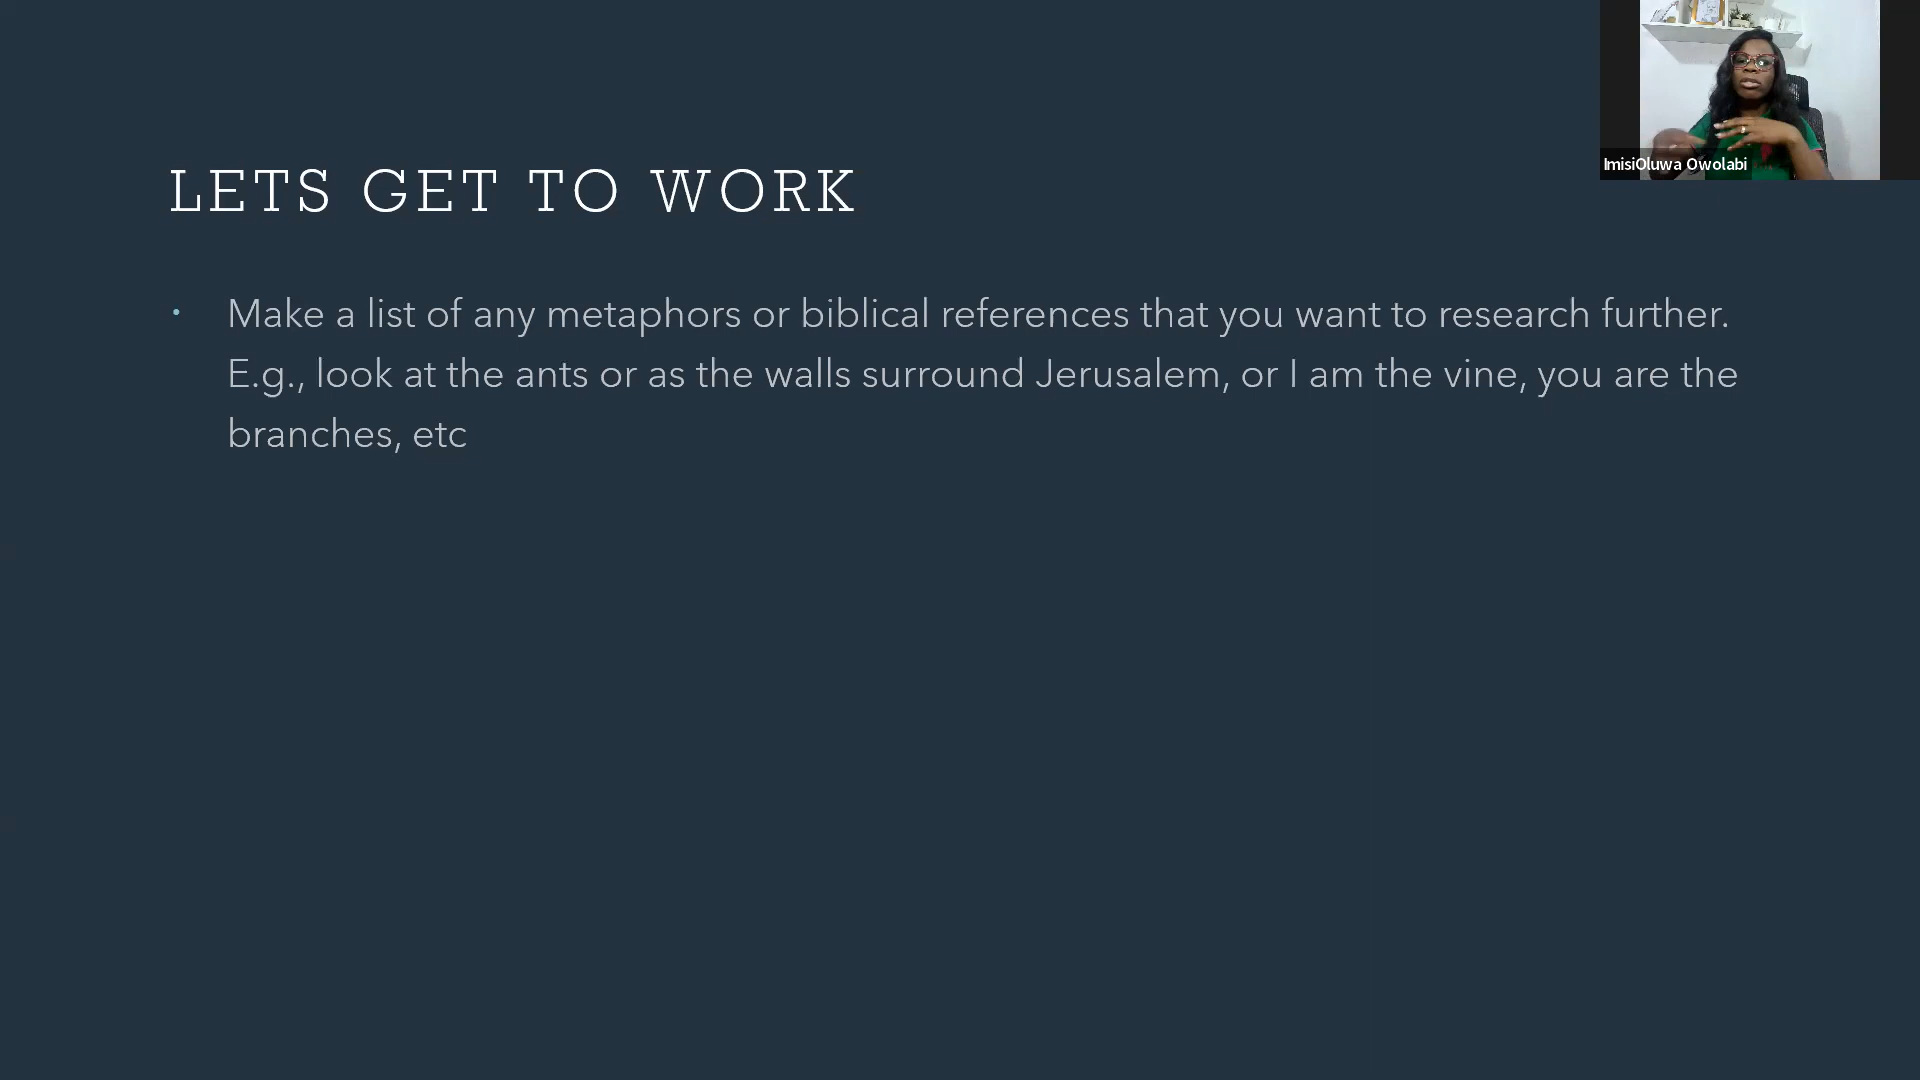 LETS GET TO WORK
Make a list of any metaphors or biblical references that you want to research further.
E.g., look at the ants or as the walls surround Jerusalem, or I am the vine, you are the
branches, etc
ImisiOluwa Owolabi